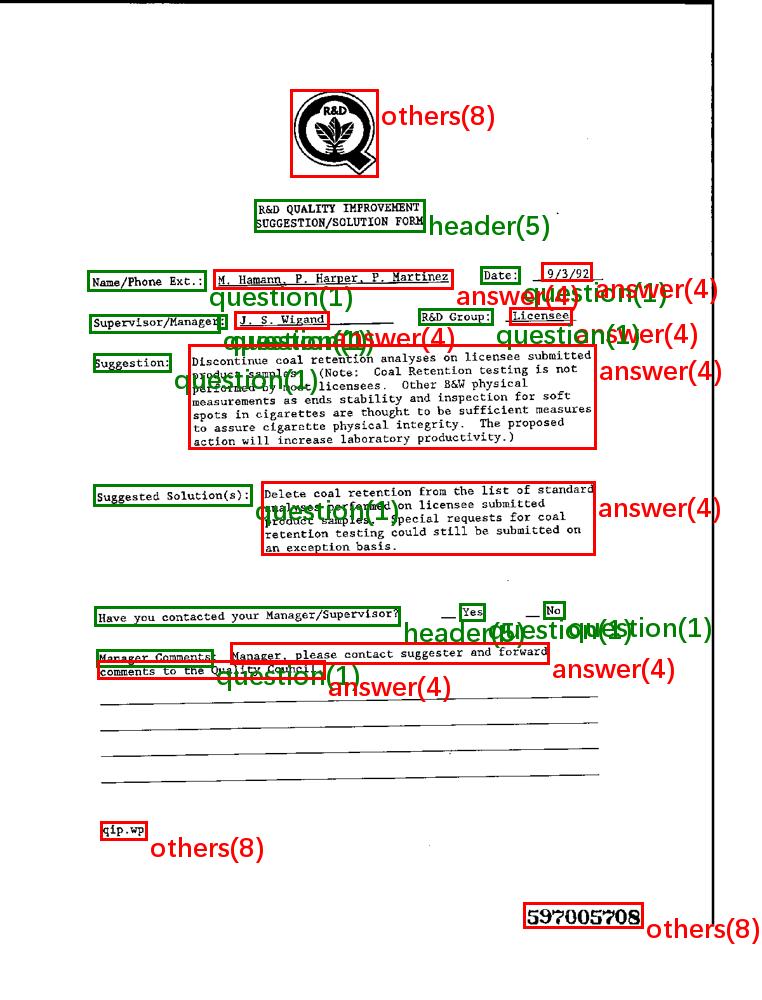 R&D
others(8)
R&D QUALITY IMPROVEMENT
SUGGESTION/SOLUTION FORM
header(5)
Name/Phone Ext.: M. Hamann, P. Harper, P. Martinez Date: 9/3/92
question(1) answer(4) question(1) answer(4)
Supervisor/Manager: J. S. Wigand R&D Group: Licensee
question(1) answer(4) question(1) answer(4)
Suggestion: Discontinue coal retention analyses on licensee submitted
product samples. (Note: Coal Retention testing is not
performed by most licensees. Other B&W physical
measurements as ends stability and inspection for soft
spots in cigarettes are thought to be sufficient measures
to assure cigarette physical integrity. The proposed
action will increase laboratory productivity.)
question(1) answer(4)
Suggested Solution(s): Delete coal retention from the list of standard
analyses performed on licensee submitted
product samples. Special requests for coal
retention testing could still be submitted on
an exception basis.
question(1) answer(4)
Have you contacted your Manager/Supervisor? Yes No
header(5) question(1) question(1)
Manager Comments: Manager, please contact suggester and forward
comments to the Quality Council.
question(1) answer(4)
answer(4)
qip.wp
others(8)
597005708
others(8)